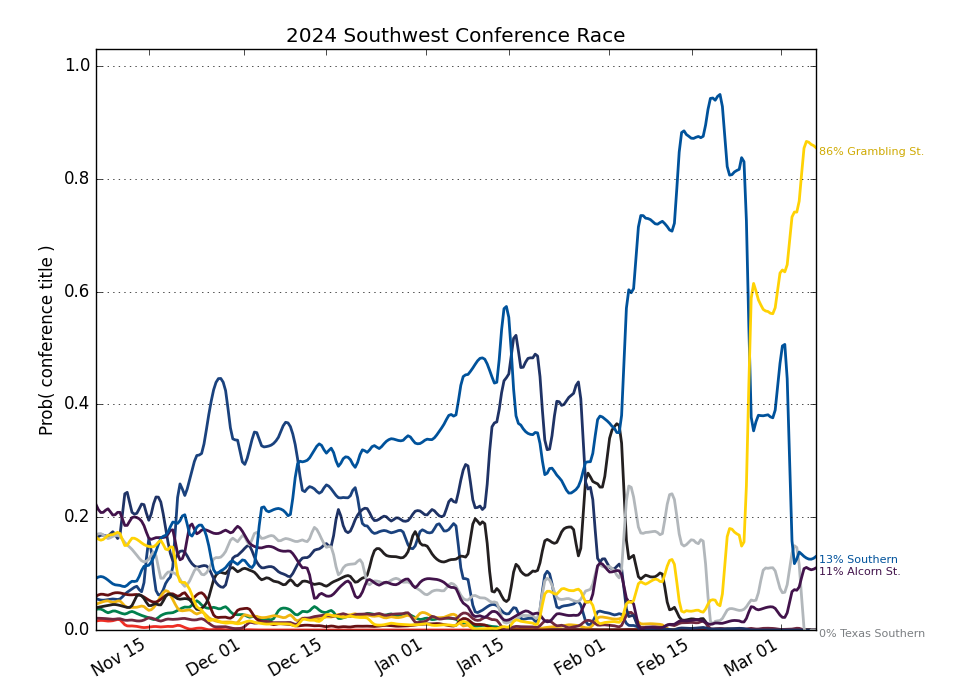 2024 Southwest Conference Race
Prob( conference title )
1.0
0.8
0.6
0.4
0.2
0.0
86% Grambling St.
13% Southern
11% Alcorn St.
0% Texas Southern
Nov 15
Dec 01
Dec 15
Jan 01
Jan 15
Feb 01
Feb 15
Mar 01